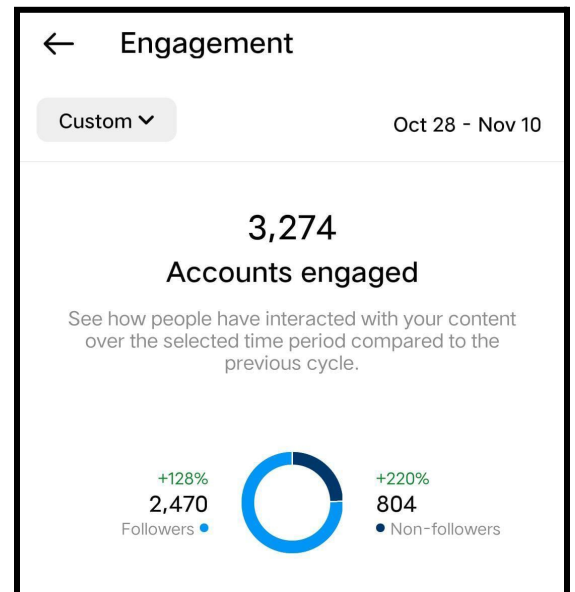 Engagement
Custom
Oct 28 - Nov 10
3,274
Accounts engaged
See how people have interacted with your content
over the selected time period compared to the
previous cycle.
+128%
2,470
Followers
+220%
804
Non-followers